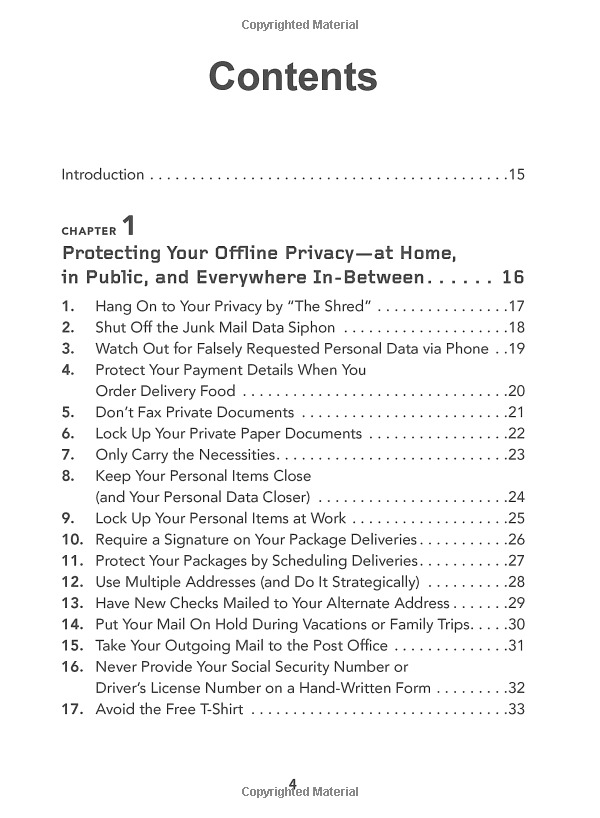 Copyrighted Material
Contents
Introduction . . . . . . . . . . . . . . . . . . . . . . . . . . . . . . . . . . . . . . . . . . .15
CHAPTER 1
Protecting Your Offline Privacy—at Home,
in Public, and Everywhere In-Between. . . . . . 16
1. Hang On to Your Privacy by “The Shred” . . . . . . . . . . . . . . . .17
2. Shut Off the Junk Mail Data Siphon . . . . . . . . . . . . . . . . . . . .18
3. Watch Out for Falsely Requested Personal Data via Phone . .19
4. Protect Your Payment Details When You
Order Delivery Food . . . . . . . . . . . . . . . . . . . . . . . . . . . . . . . .20
5. Don’t Fax Private Documents . . . . . . . . . . . . . . . . . . . . . . . . .21
6. Lock Up Your Private Paper Documents . . . . . . . . . . . . . . . . .22
7. Only Carry the Necessities. . . . . . . . . . . . . . . . . . . . . . . . . . . .23
8. Keep Your Personal Items Close
(and Your Personal Data Closer) . . . . . . . . . . . . . . . . . . . . . . .24
9. Lock Up Your Personal Items at Work . . . . . . . . . . . . . . . . . . .25
10. Require a Signature on Your Package Deliveries . . . . . . . . . . .26
11. Protect Your Packages by Scheduling Deliveries. . . . . . . . . . .27
12. Use Multiple Addresses (and Do It Strategically) . . . . . . . . . .28
13. Have New Checks Mailed to Your Alternate Address . . . . . . .29
14. Put Your Mail On Hold During Vacations or Family Trips. . . . .30
15. Take Your Outgoing Mail to the Post Office . . . . . . . . . . . . . .31
16. Never Provide Your Social Security Number or
Driver’s License Number on a Hand-Written Form . . . . . . . . .32
17. Avoid the Free T-Shirt . . . . . . . . . . . . . . . . . . . . . . . . . . . . . . .33
4
Copyrighted Material